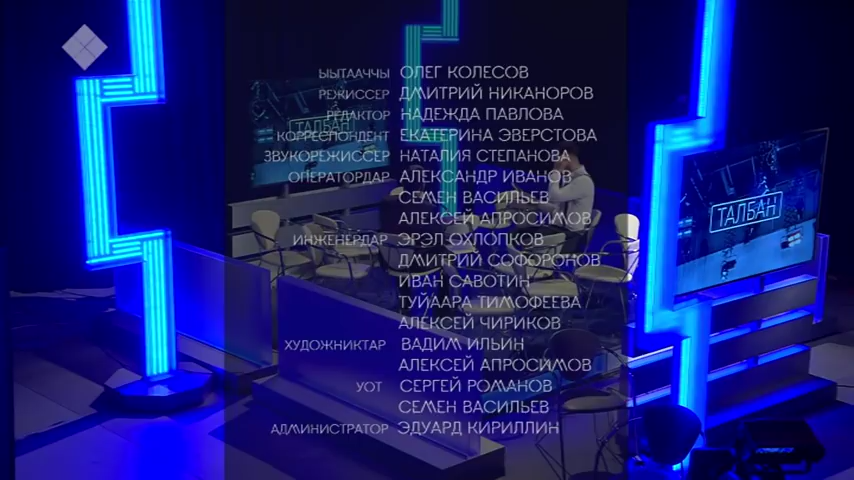 ЫЫТААЧЧЫ ОЛЕГ КОЛЕСОВ
РЕЖИССЕР ДМИТРИЙ НИКАНОРОВ
РЕДАКТОР НАДЕЖДА ПАВЛОВА
КОРРЕСПОНДЕНТ ЕКАТЕРИНА ЭВЕРСТОВА
ЗВУКОРЕЖИССЕР НАТАЛИЯ СТЕПАНОВА
ОПЕРАТОРДАР АЛЕКСАНДР ИВАНОВ
СЕМЕН ВАСИЛЬЕВ
АЛЕКСЕЙ АПРОСИМОВ
ИНЖЕНЕРДАР ЭРЭЛ ОХЛОПКОВ
ДМИТРИЙ СОФОРОНОВ
ИВАН САВОТИН
ТУЙААРА ТИМОФЕЕВА
АЛЕКСЕЙ ЧИРИКОВ
ХУДОЖНИКТАР ВАДИМ ИЛЬИН
АЛЕКСЕЙ АПРОСИМОВ
УОТ СЕРГЕЙ РОМАНОВ
СЕМЕН ВАСИЛЬЕВ
АДМИНИСТРАТОР ЭДУАРД КИРИЛЛИН
ТАЛБАН
ТАЛБАН